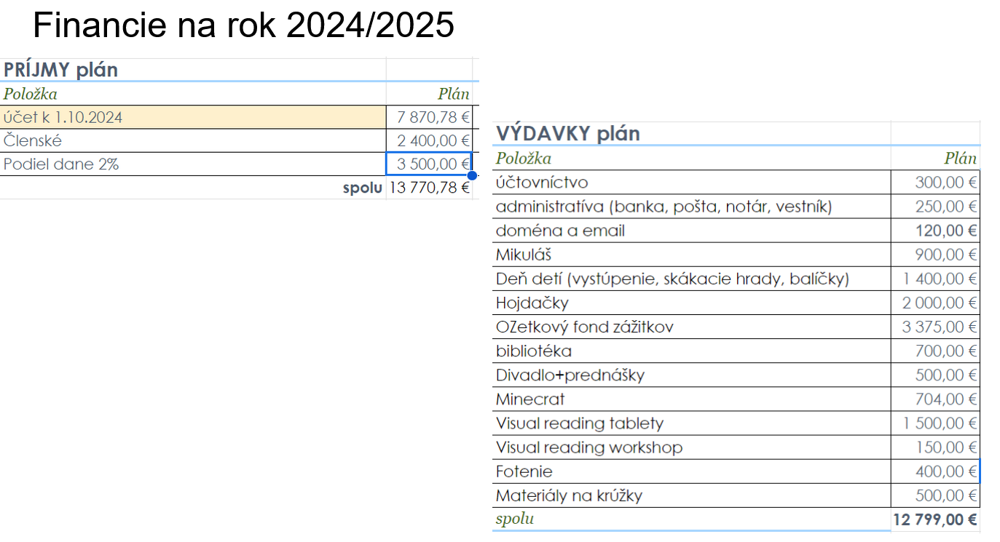 Financie na rok 2024/2025
PRÍJMY plán
Položka Plán
účet k 1.10.2024 7 870,78 €
Členské 2 400,00 €
Podiel dane 2% 3 500,00 €
spolu 13 770,78 €
VÝDAVKY plán
Položka Plán
účtovníctvo 300,00 €
administratíva (banka, pošta, notár, vestník) 250,00 €
doména a email 120,00 €
Mikuláš 900,00 €
Deň detí (vystúpenie, skákacie hrady, balíčky) 1 400,00 €
Hojdačky 2 000,00 €
OZetkový fond zážitkov 3 375,00 €
bibliotéka 700,00 €
Divadlo+prednášky 500,00 €
Minecrat 704,00 €
Visual reading tablety 1 500,00 €
Visual reading workshop 150,00 €
Fotenie 400,00 €
Materiály na krúžky 500,00 €
spolu 12 799,00 €